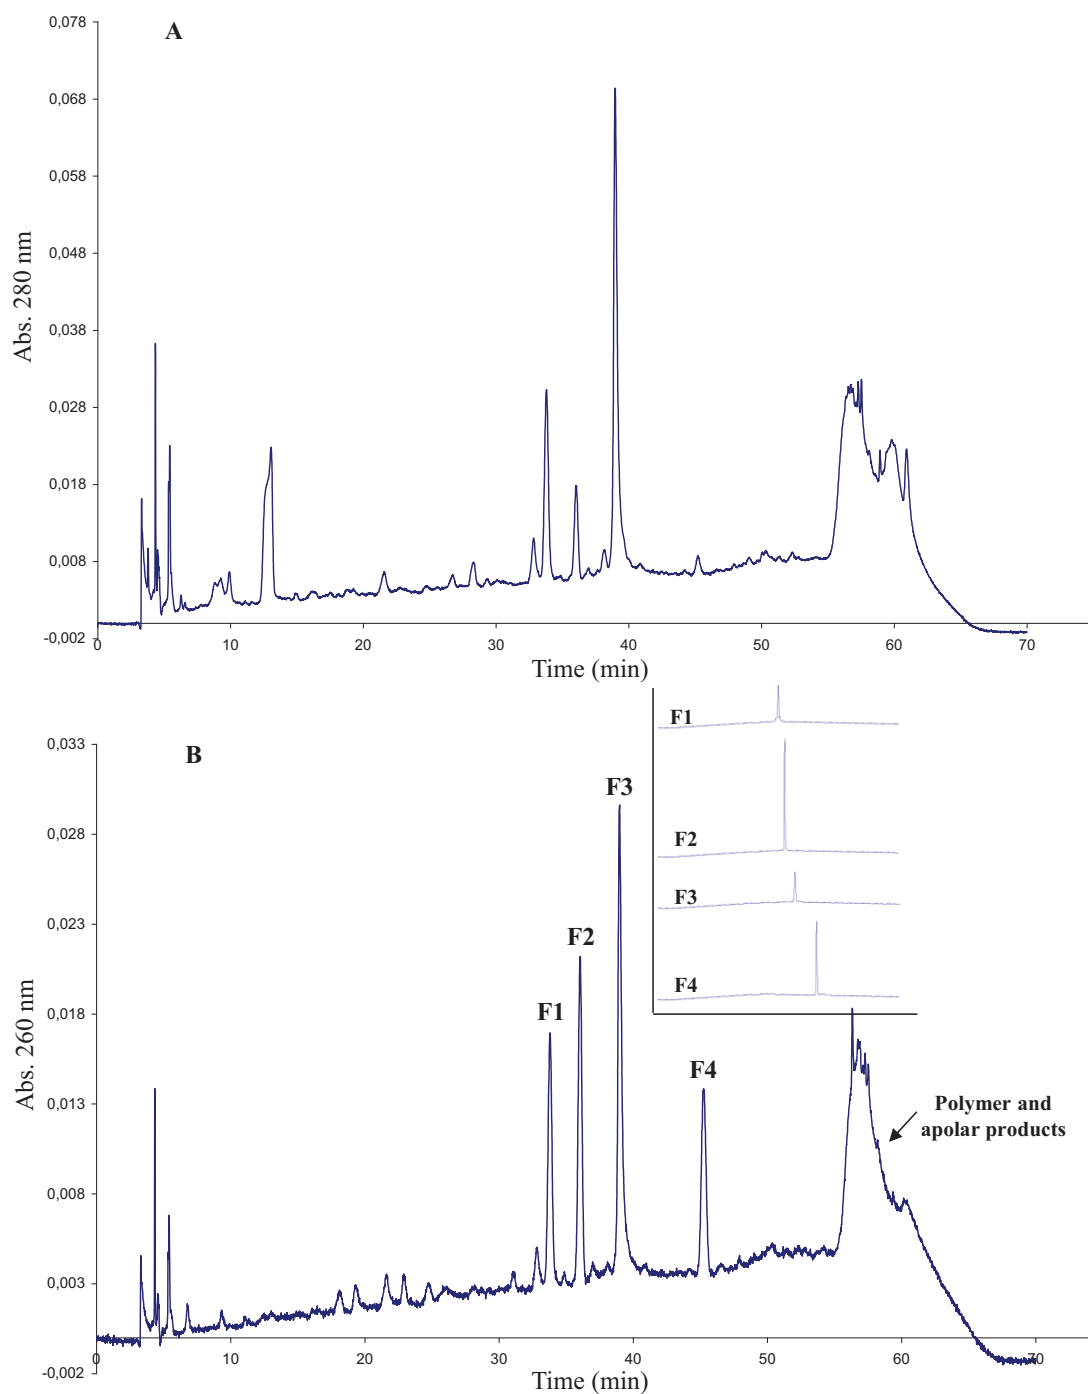 A
0,078
0,068
0,058
0,048
0,038
0,028
0,018
0,008
-0,002
Abs. 280 nm
0 10 20 30 40 50 60 70
Time (min)
B
0,033
0,028
0,023
0,018
0,013
0,008
0,003
-0,002
Abs. 260 nm
F1
F2
F3
F4
F3
F2
F1
F4
Polymer and
apolar products
0 10 20 30 40 50 60 70
Time (min)